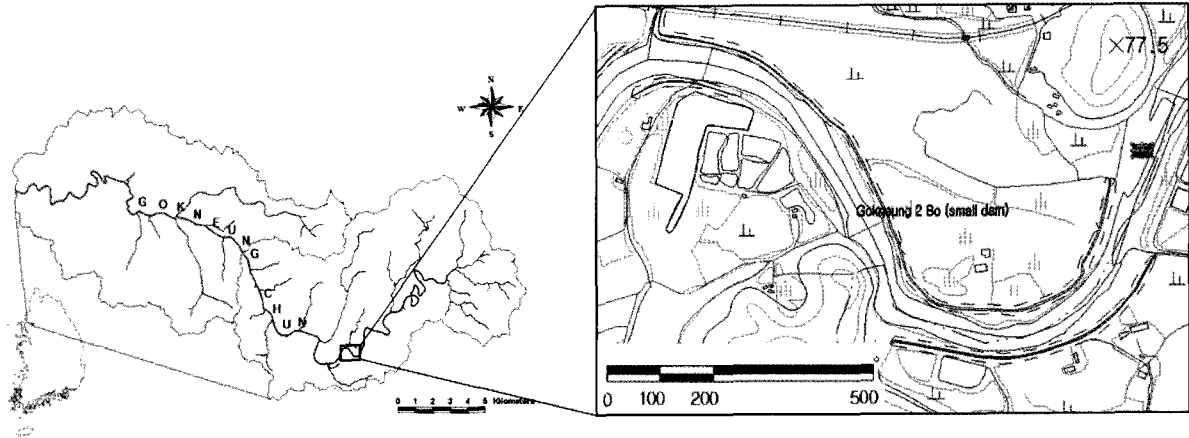 N
W E
S
GOKNEUNG CHUN
0 1 2 3 4 5 Kilometers
×77.5
Gokneung 2 Bo (small dam)
0 100 200 500